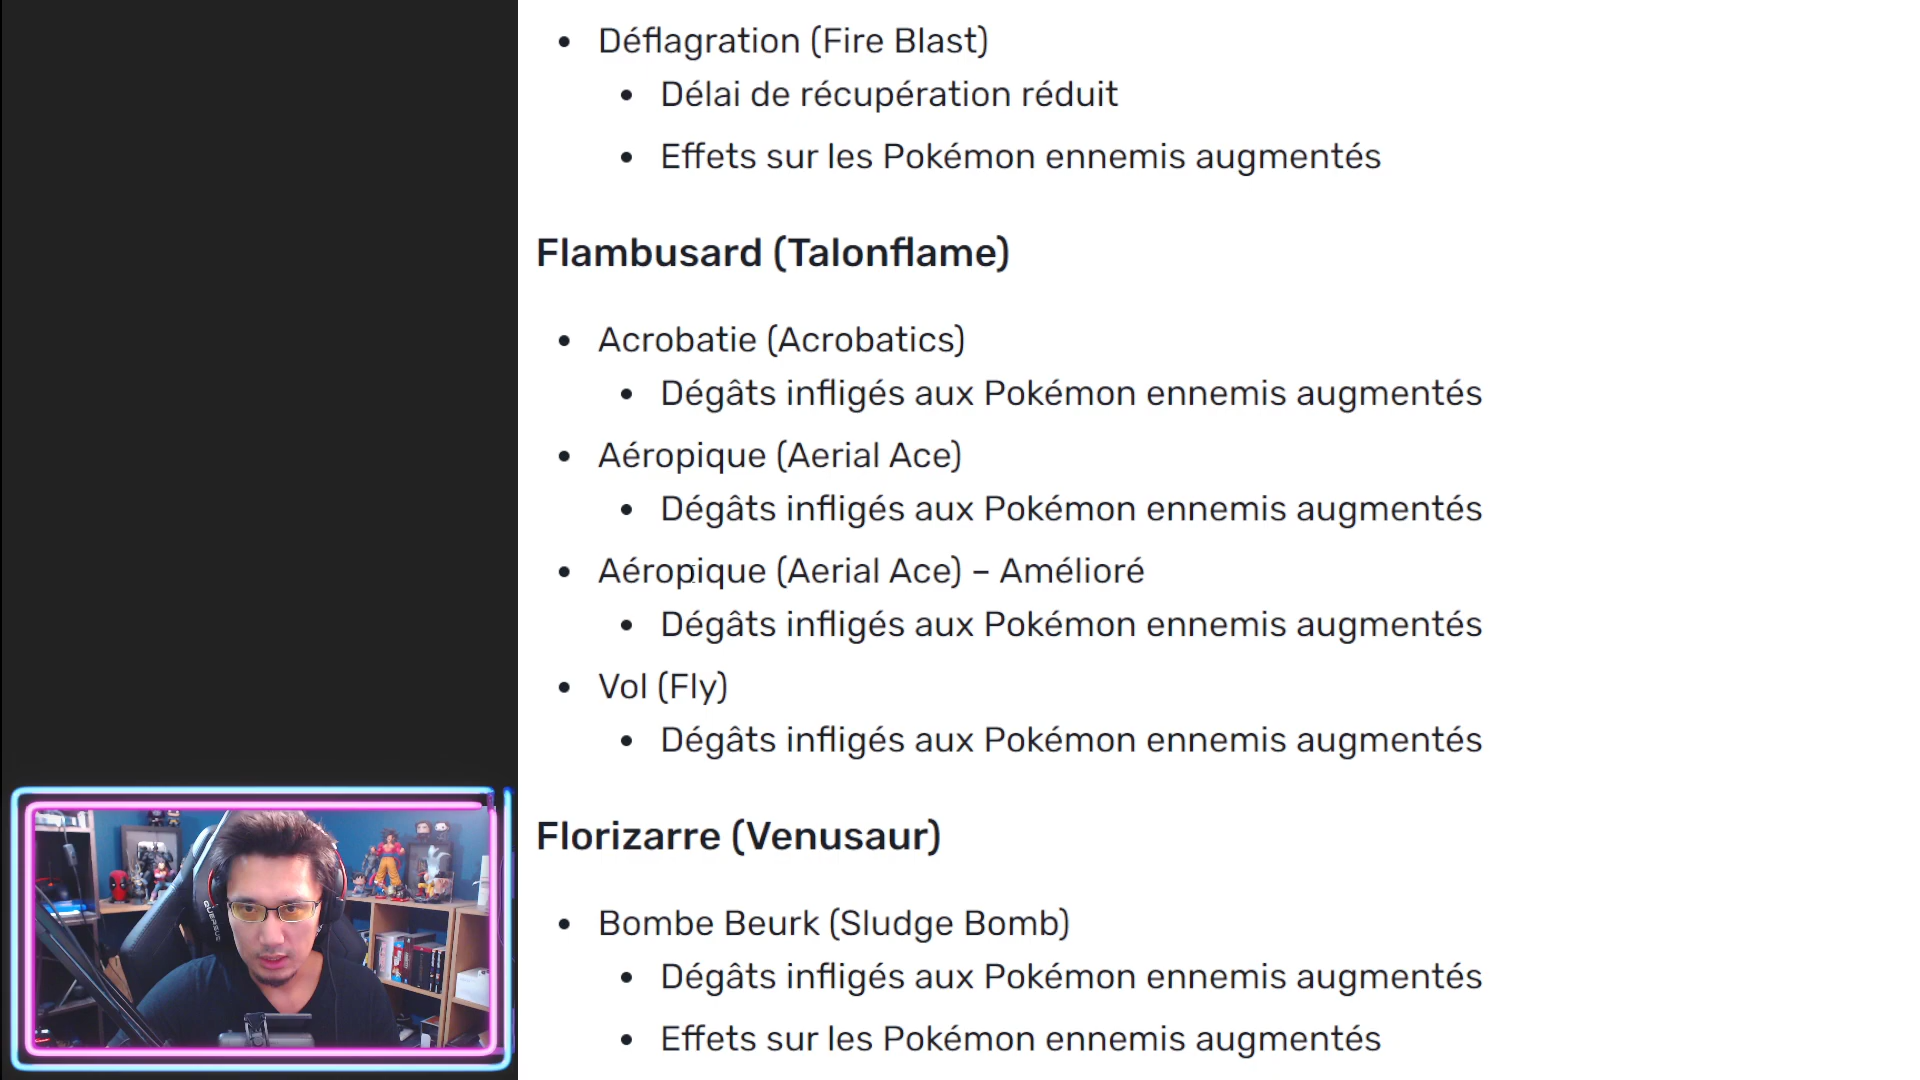 Déflagration (Fire Blast)
Délai de récupération réduit
Effets sur les Pokémon ennemis augmentés
Flambusard (Talonflame)
Acrobatie (Acrobatics)
Dégâts infligés aux Pokémon ennemis augmentés
Aéropique (Aerial Ace)
Dégâts infligés aux Pokémon ennemis augmentés
Aéropique (Aerial Ace) – Amélioré
Dégâts infligés aux Pokémon ennemis augmentés
Vol (Fly)
Dégâts infligés aux Pokémon ennemis augmentés
Florizarre (Venusaur)
Bombe Beurk (Sludge Bomb)
Dégâts infligés aux Pokémon ennemis augmentés
Effets sur les Pokémon ennemis augmentés